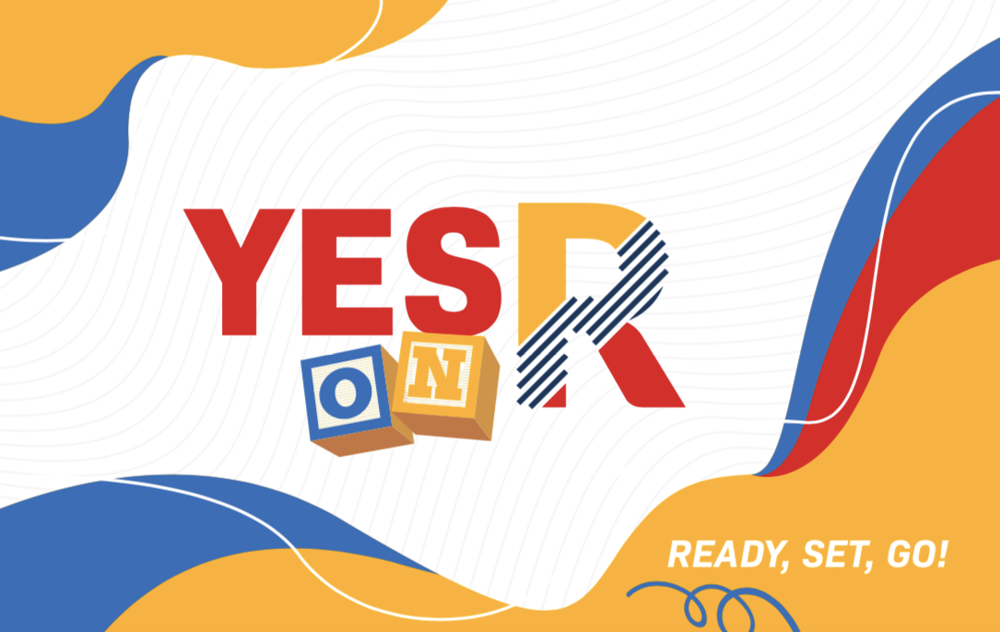 YES
ON
R
READY, SET, GO!